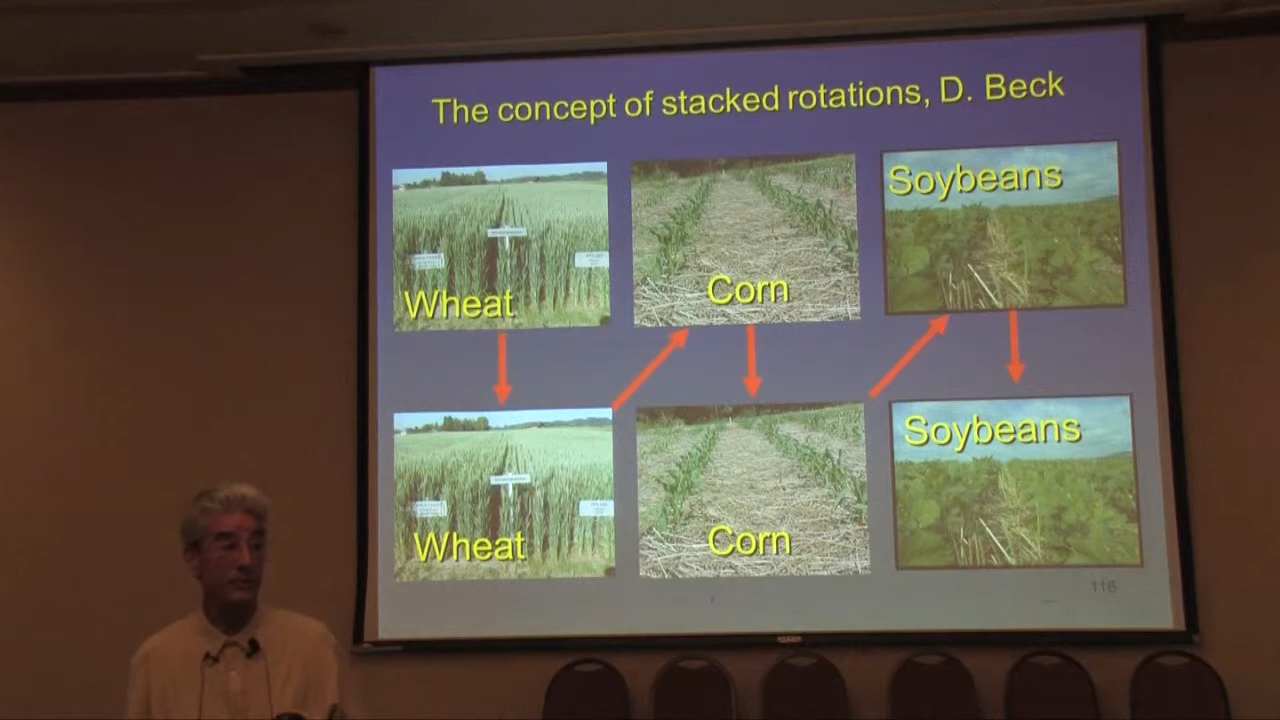 The concept of stacked rotations, D. Beck
Wheat
Corn
Soybeans
Wheat
Corn
Soybeans
116